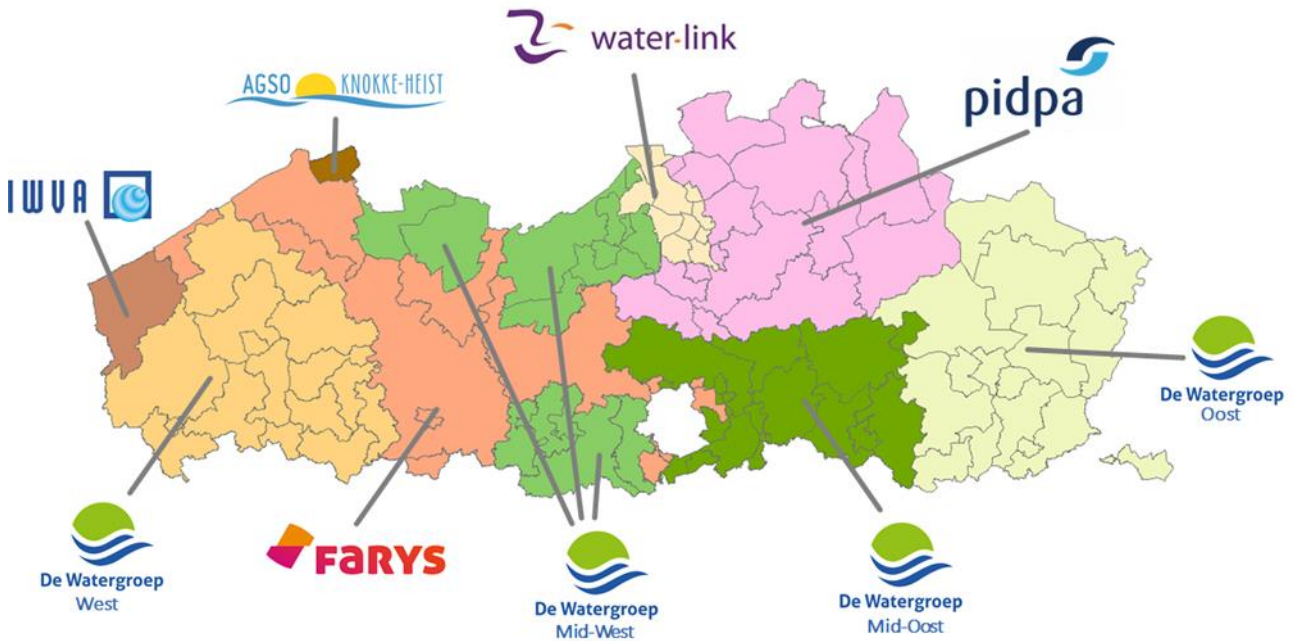 water-link
AGSO KNOKKE-HEIST
pidpa
IWVA
De Watergroep
Oost
De Watergroep
West
FARYS
De Watergroep
Mid-West
De Watergroep
Mid-Oost